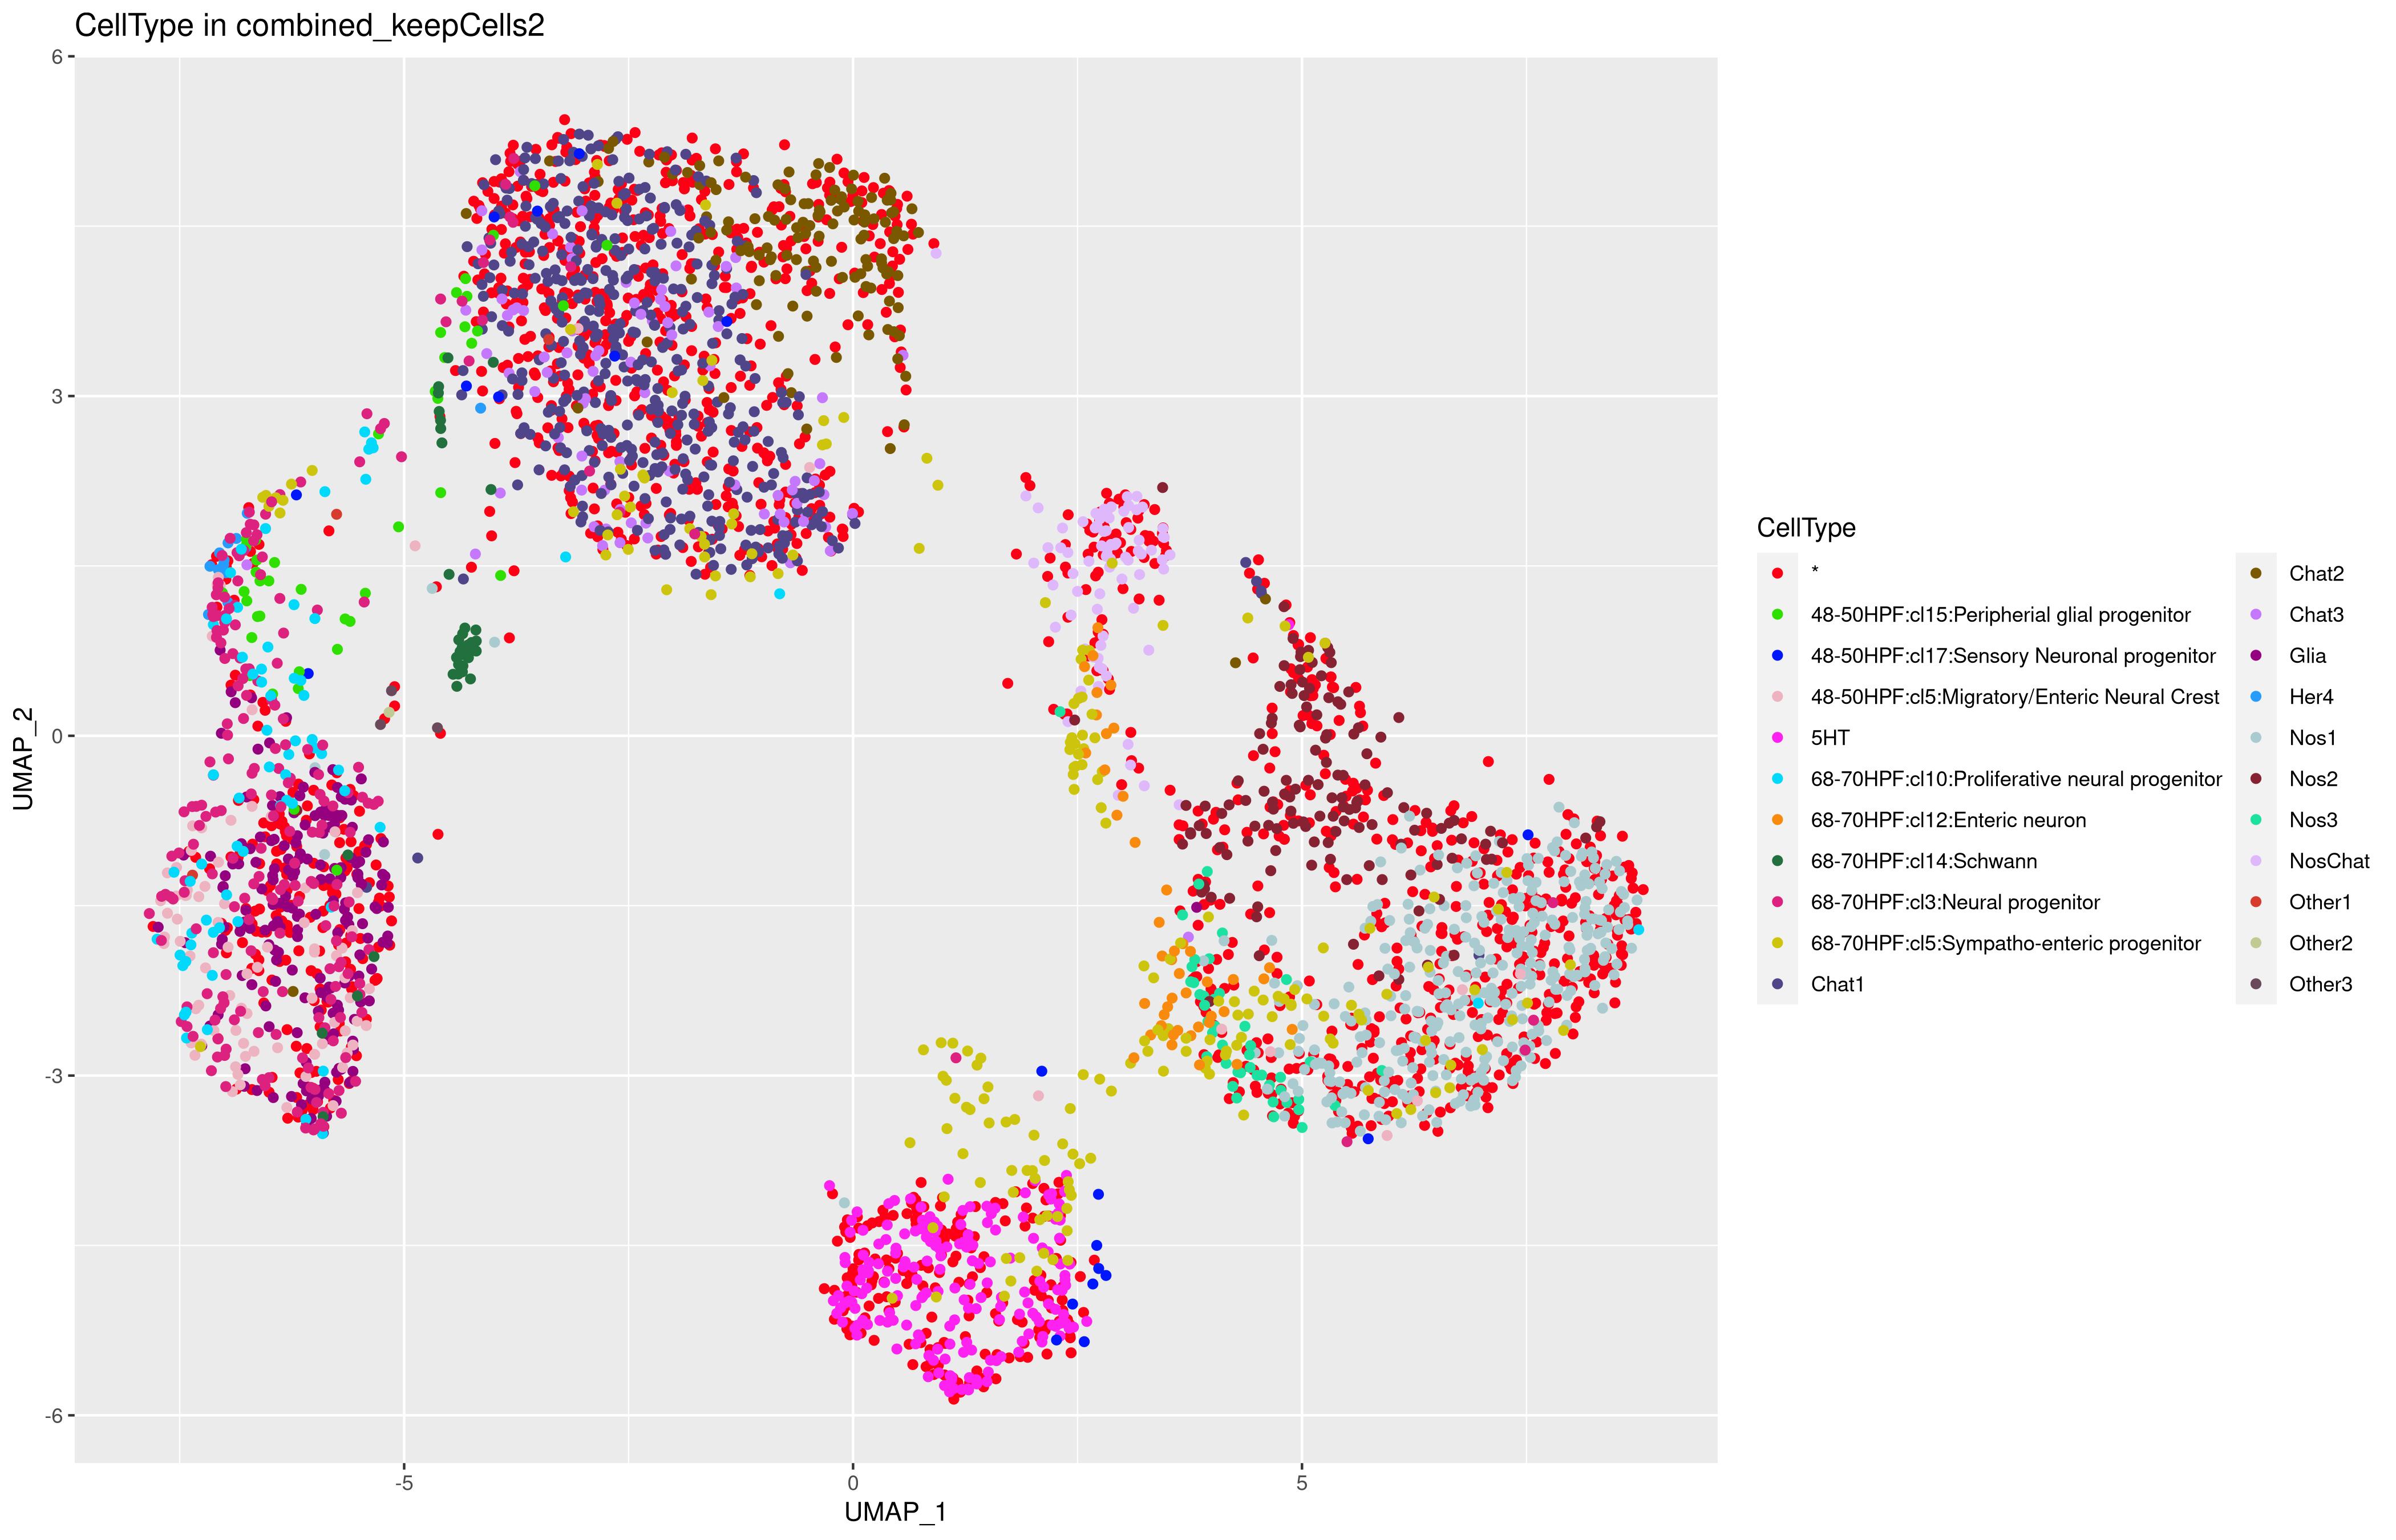 CellType in combined_keepCells2
6
3
0
-3
-6
UMAP_2
-5
0
5
UMAP_1
CellType
*
48-50HPF:cl15:Peripherial glial progenitor
48-50HPF:cl17:Sensory Neuronal progenitor
48-50HPF:cl5:Migratory/Enteric Neural Crest
5HT
68-70HPF:cl10:Proliferative neural progenitor
68-70HPF:cl12:Enteric neuron
68-70HPF:cl14:Schwann
68-70HPF:cl3:Neural progenitor
68-70HPF:cl5:Sympatho-enteric progenitor
Chat1
Chat2
Chat3
Glia
Her4
Nos1
Nos2
Nos3
NosChat
Other1
Other2
Other3